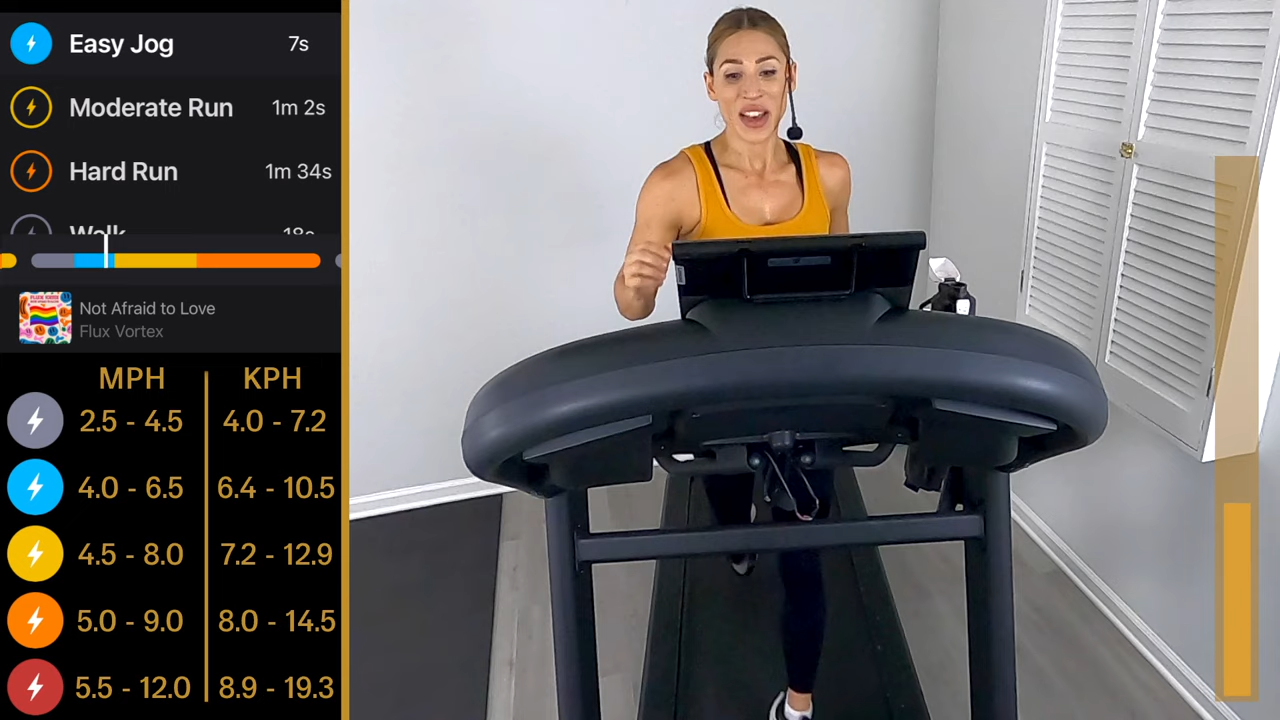 Easy Jog 7s
Moderate Run 1m 2s
Hard Run 1m 34s
Walk 18s
Not Afraid to Love
Flux Vortex
MPH KPH
2.5 - 4.5 4.0 - 7.2
4.0 - 6.5 6.4 - 10.5
4.5 - 8.0 7.2 - 12.9
5.0 - 9.0 8.0 - 14.5
5.5 - 12.0 8.9 - 19.3